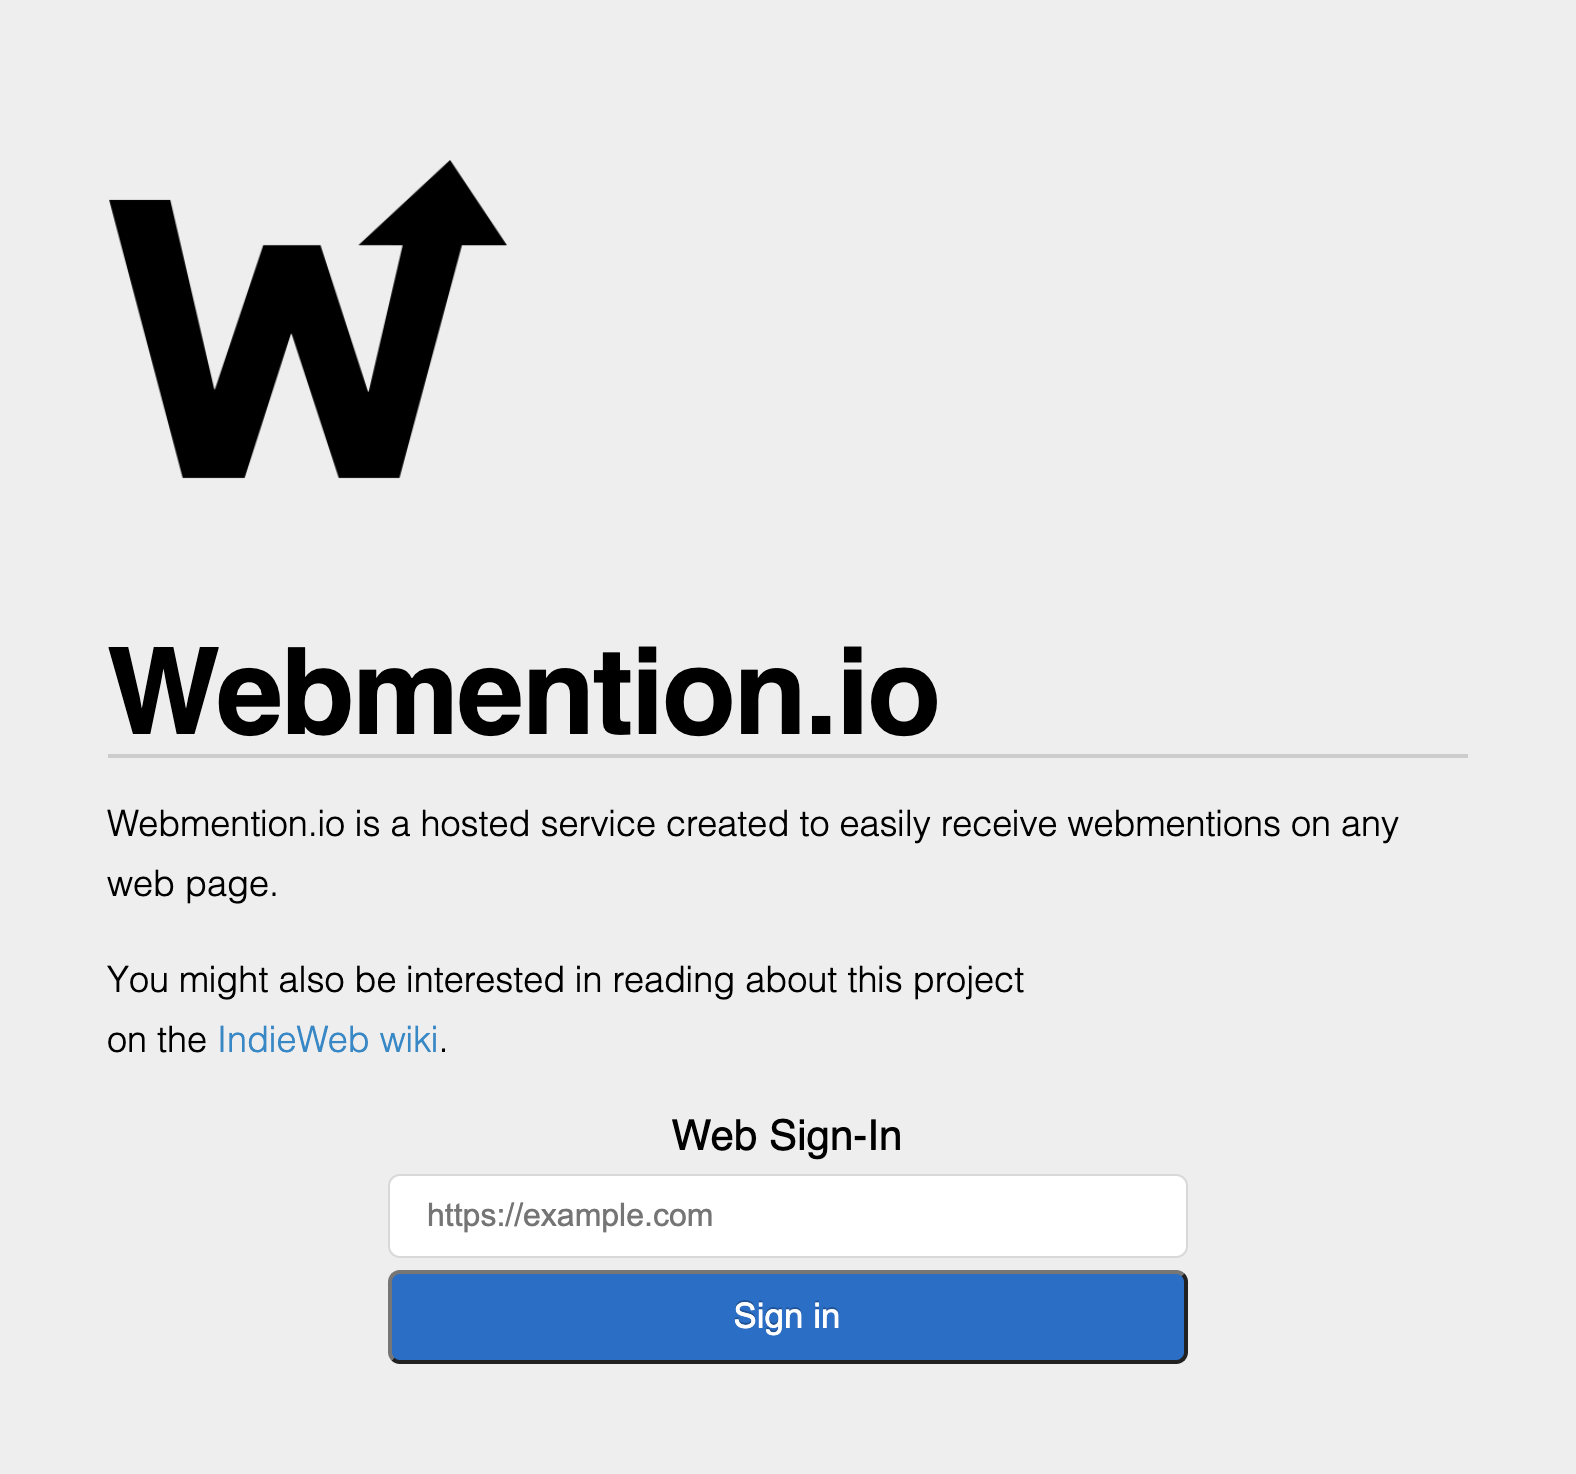 W
Webmention.io
Webmention.io is a hosted service created to easily receive webmentions on any
web page.
You might also be interested in reading about this project
on the IndieWeb wiki.
Web Sign-In
https://example.com
Sign in